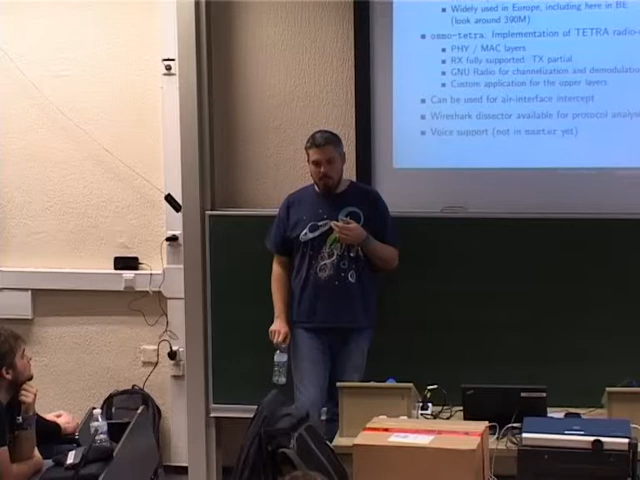 Widely used in Europe, including here in BE
(look around 390M)
osmo-tetra: Implementation of TETRA radio-
PHY / MAC layers
RX fully supported. TX partial
GNU Radio for channelization and demodulation
Custom application for the upper layers
Can be used for air-interface intercept
Wireshark dissector available for protocol analys
Voice support (not in master yet)